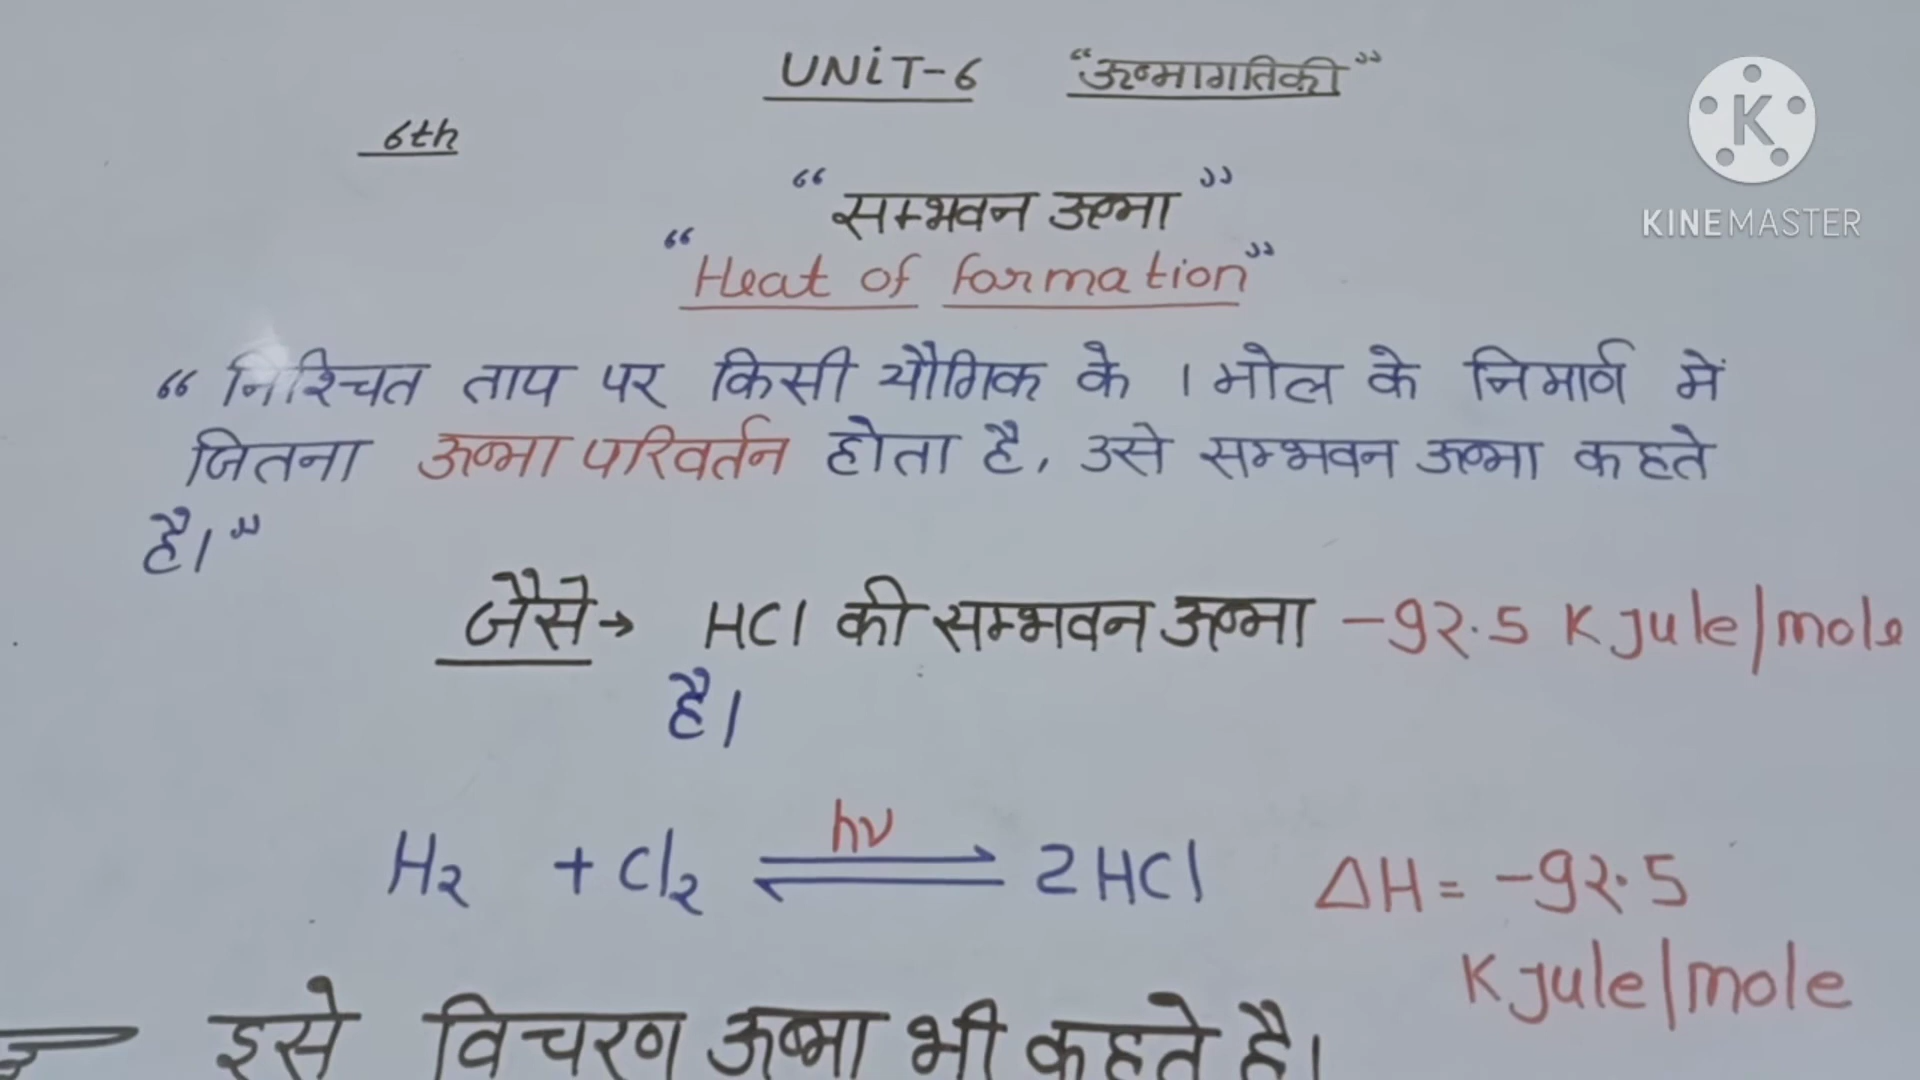 UNiT-6 "ऊष्मागतिकी"
6th
KINEMASTER
"सम्भवन ऊष्मा"
"Heat of formation"
"निश्चित ताप पर किसी यौगिक के 1 मोल के निमार्ण में
जितना ऊष्मा परिवर्तन होता है, उसे सम्भवन ऊष्मा कहते
है।"
जैसे→ HCl की सम्भवन ऊष्मा -92.5 K jule/mole
है।
hν
H₂ + Cl₂ ⇌ 2HCl ΔH = -92.5
K jule/mole
इसे विचरण ऊष्मा भी कहते है।